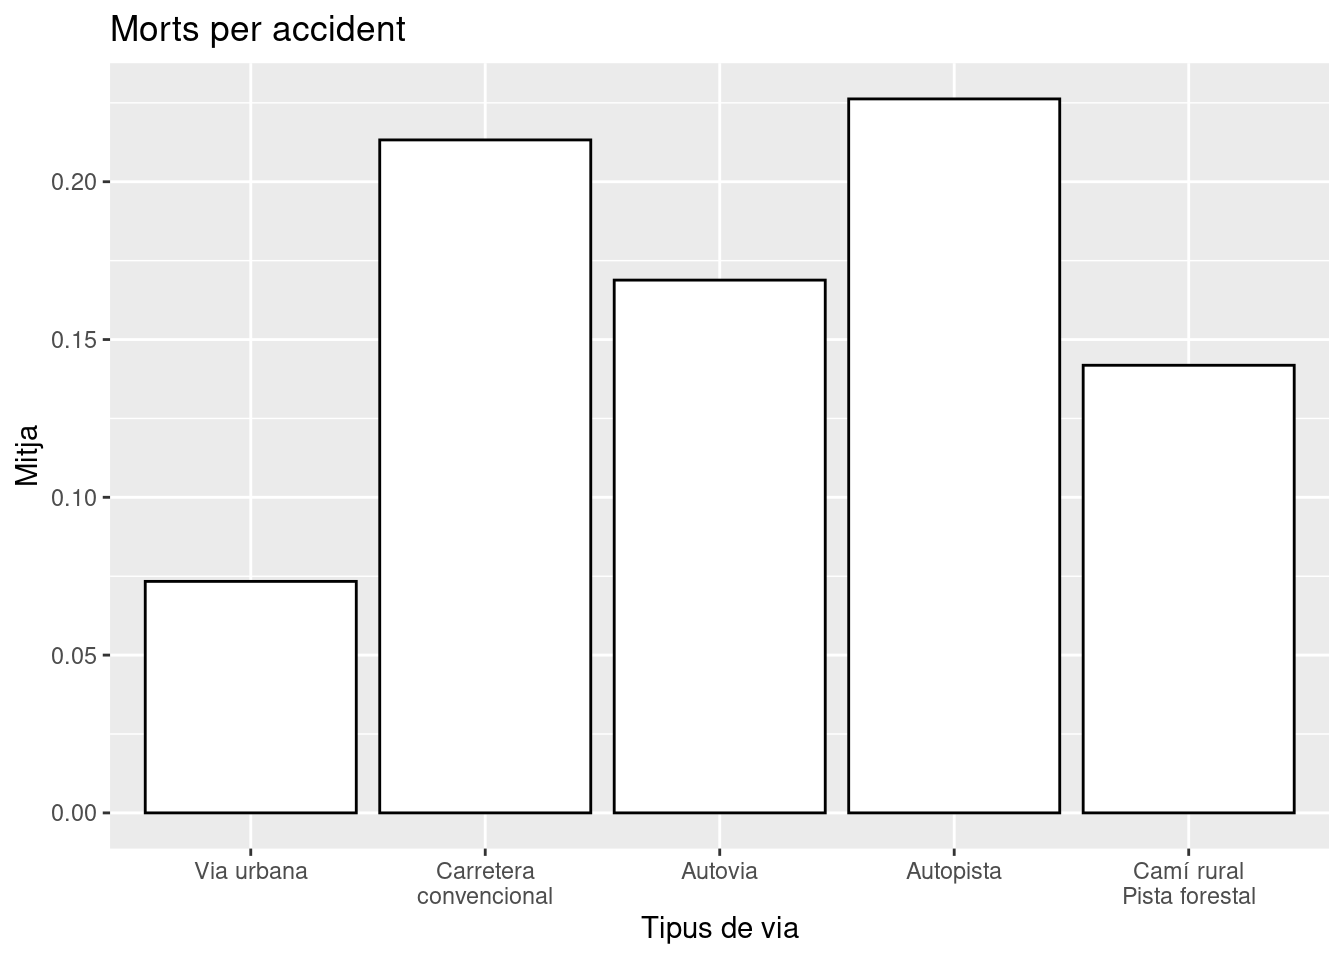 Morts per accident
Mitja
0.20
0.15
0.10
0.05
0.00
Via urbana
Carretera
convencional
Autovia
Autopista
Camí rural
Pista forestal
Tipus de via